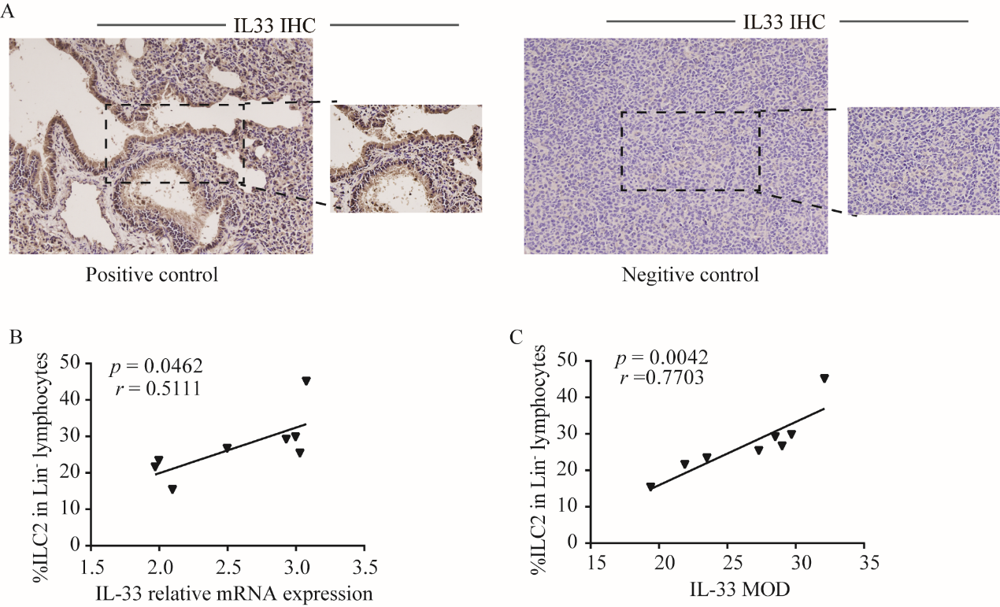 A
IL33 IHC
IL33 IHC
Positive control
Negitive control
B
p = 0.0462
r = 0.5111
%ILC2 in Lin- lymphocytes
50
40
30
20
10
0
1.5 2.0 2.5 3.0 3.5
IL-33 relative mRNA expression
C
p = 0.0042
r =0.7703
%ILC2 in Lin- lymphocytes
50
40
30
20
10
0
15 20 25 30 35
IL-33 MOD